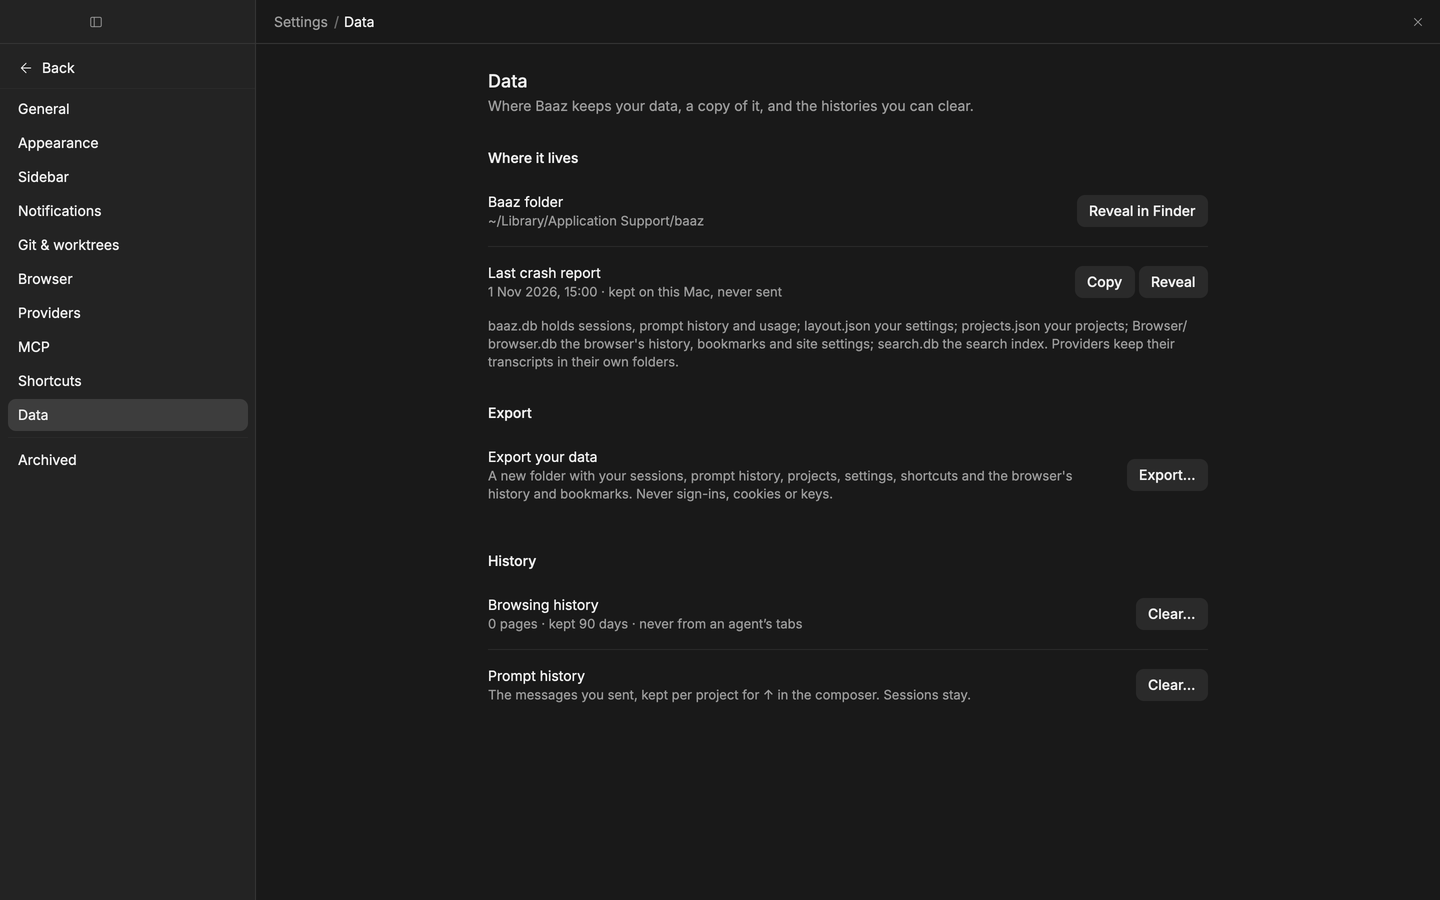 Settings / Data
Back
General
Appearance
Sidebar
Notifications
Git & worktrees
Browser
Providers
MCP
Shortcuts
Data
Archived
Data
Where Baaz keeps your data, a copy of it, and the histories you can clear.
Where it lives
Baaz folder
~/Library/Application Support/baaz
Reveal in Finder
Last crash report
1 Nov 2026, 15:00 · kept on this Mac, never sent
Copy
Reveal
baaz.db holds sessions, prompt history and usage; layout.json your settings; projects.json your projects; Browser/
browser.db the browser's history, bookmarks and site settings; search.db the search index. Providers keep their
transcripts in their own folders.
Export
Export your data
A new folder with your sessions, prompt history, projects, settings, shortcuts and the browser's
history and bookmarks. Never sign-ins, cookies or keys.
Export...
History
Browsing history
0 pages · kept 90 days · never from an agent’s tabs
Clear...
Prompt history
The messages you sent, kept per project for ↑ in the composer. Sessions stay.
Clear...